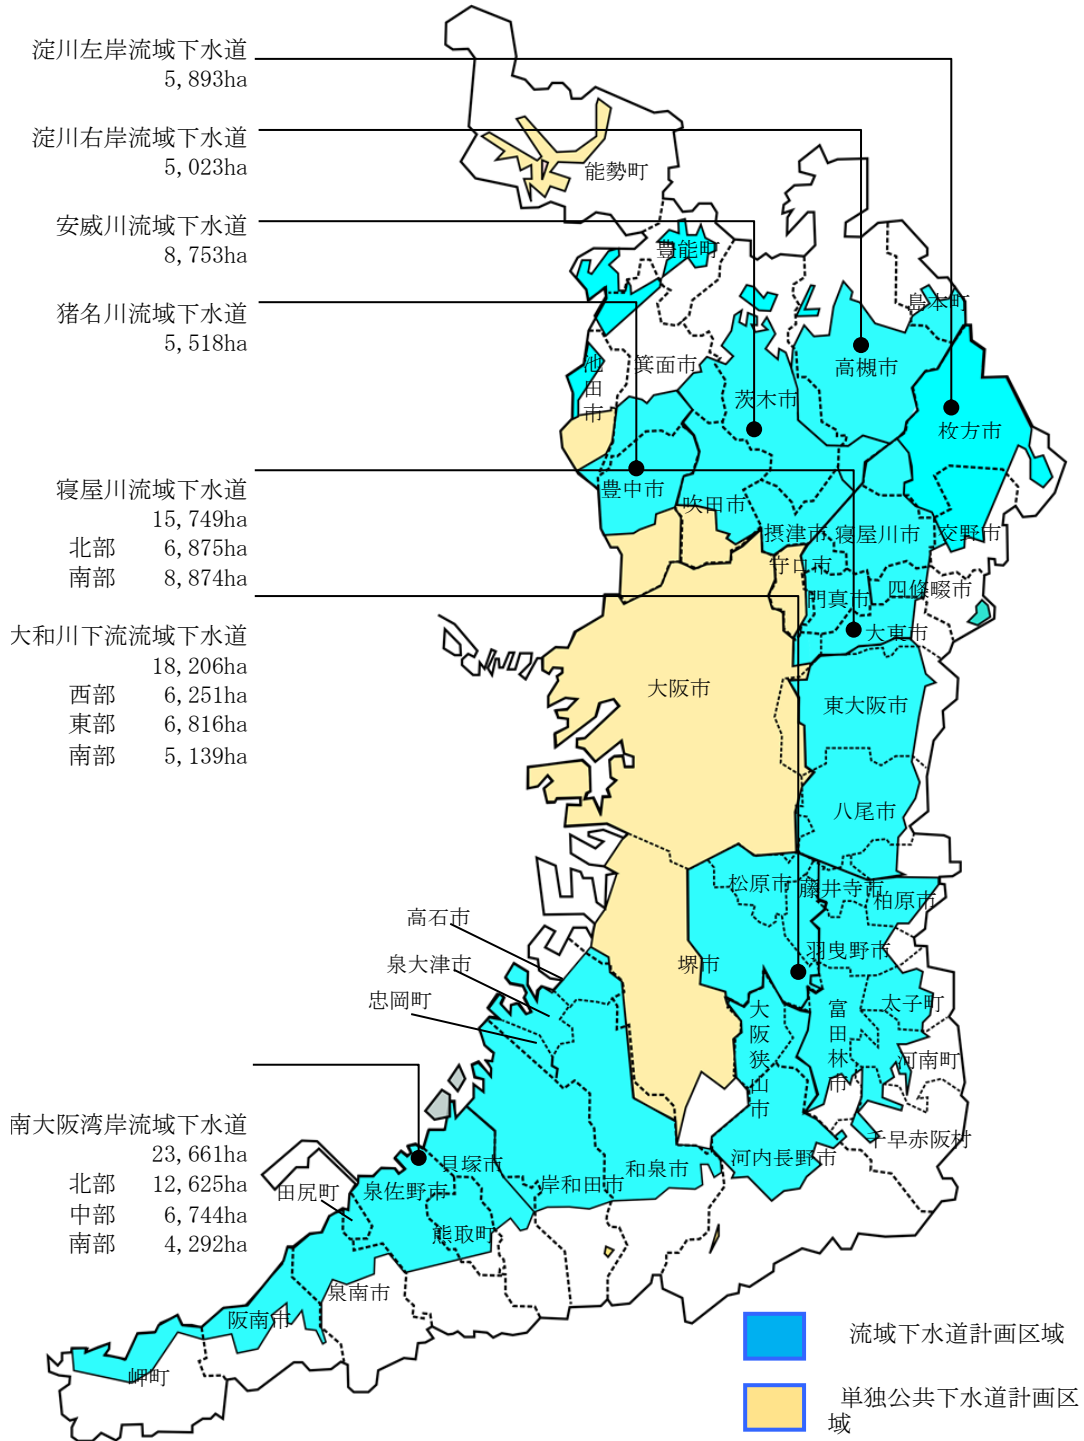 淀川左岸流域下水道
5,893ha
淀川右岸流域下水道
5,023ha
安威川流域下水道
8,753ha
猪名川流域下水道
5,518ha
寝屋川流域下水道
15,749ha
北部 6,875ha
南部 8,874ha
大和川下流流域下水道
18,206ha
西部 6,251ha
東部 6,816ha
南部 5,139ha
南大阪湾岸流域下水道
23,661ha
北部 12,625ha
中部 6,744ha
南部 4,292ha
能勢町
豊能町
島本町
池田市
箕面市
高槻市
茨木市
枚方市
豊中市
吹田市
摂津市
寝屋川市
交野市
守口市
門真市
四條畷市
大東市
大阪市
東大阪市
八尾市
松原市
藤井寺市
柏原市
高石市
羽曳野市
泉大津市
堺市
忠岡町
大阪狭山市
富田林市
太子町
河南町
千早赤阪村
河内長野市
和泉市
岸和田市
貝塚市
泉佐野市
田尻町
熊取町
泉南市
阪南市
岬町
流域下水道計画区域
単独公共下水道計画区
域